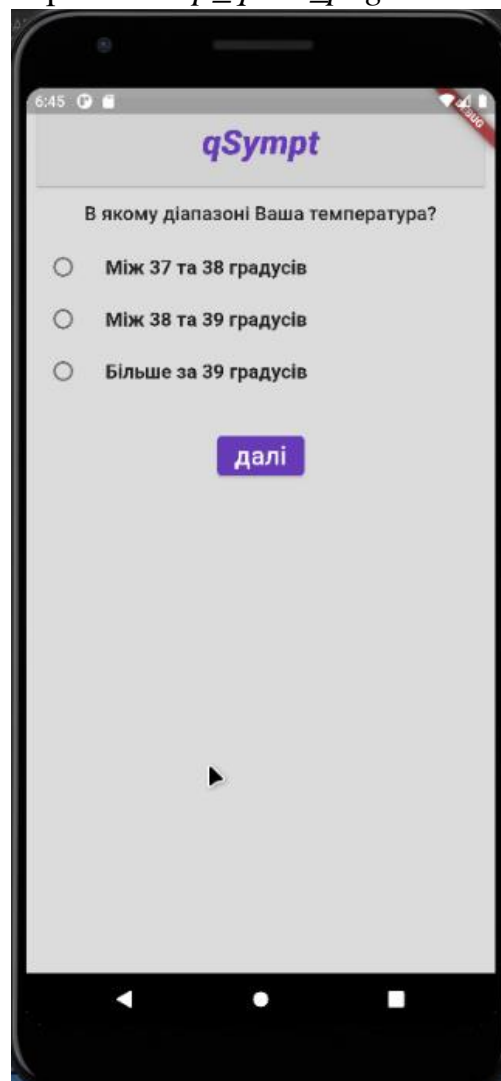 6:45
qSympt
В якому діапазоні Ваша температура?
Між 37 та 38 градусів
Між 38 та 39 градусів
Більше за 39 градусів
далі